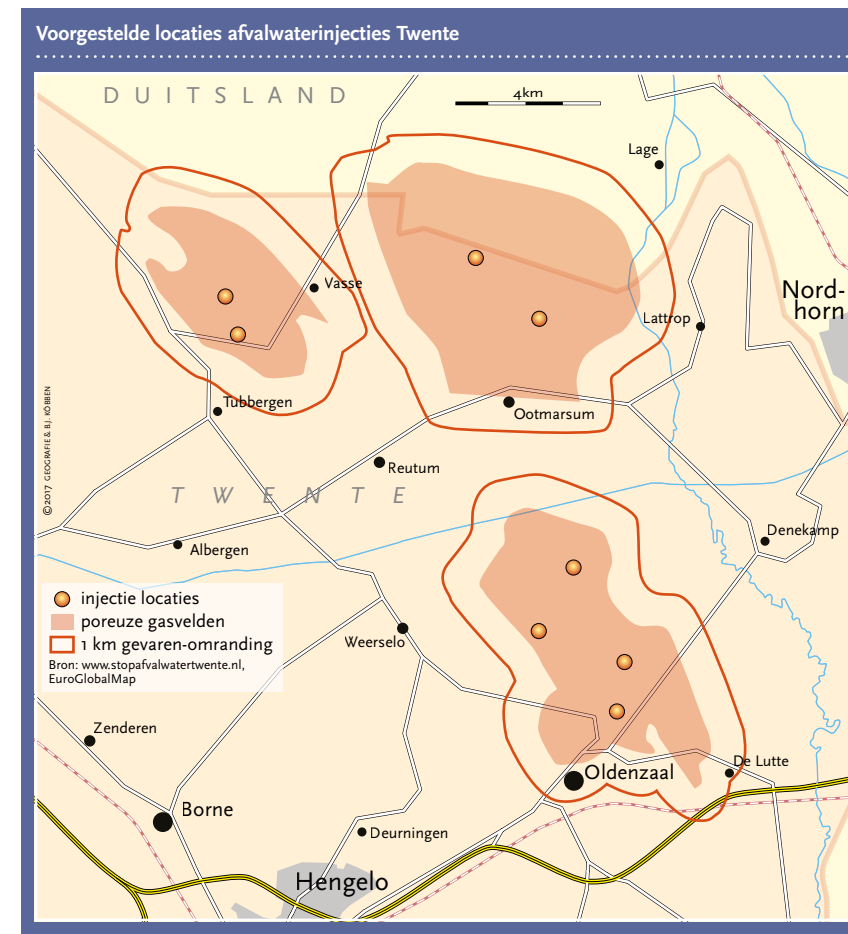 Voorgestelde locaties afvalwaterinjecties Twente
DUITSLAND
4km
Lage
Vasse
Nord-
horn
Lattrop
Tubbergen
Ootmarsum
©2017 GEOGRAFIE & B.J. KÖBBEN
Reutum
TWENTE
Denekamp
Albergen
injectie locaties
poreuze gasvelden
1 km gevaren-omranding
Bron: www.stopafvalwatertwente.nl,
EuroGlobalMap
Weerselo
Zenderen
De Lutte
Oldenzaal
Borne
Deurningen
Hengelo